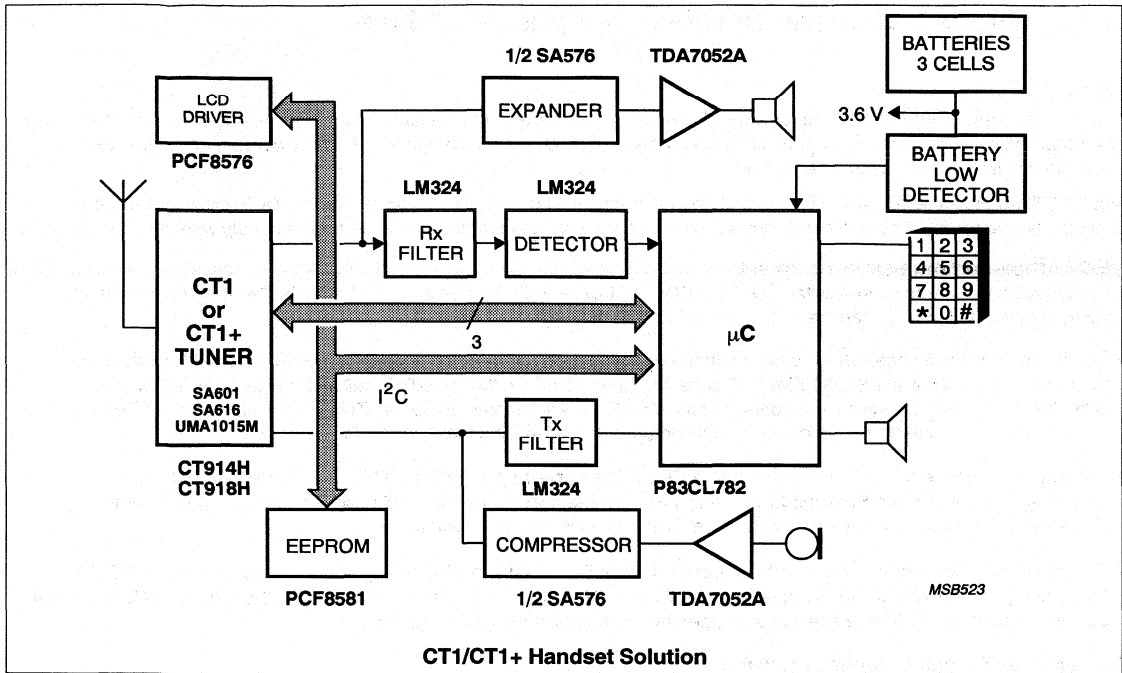 1/2 SA576
TDA7052A
BATTERIES
3 CELLS
LCD
DRIVER
EXPANDER
3.6 V
PCF8576
BATTERY
LOW
DETECTOR
LM324
LM324
Rx
FILTER
DETECTOR
1 2 3
4 5 6
7 8 9
* 0 #
CT1
or
CT1+
TUNER
SA601
SA616
UMA1015M
3
µC
I²C
Tx
FILTER
CT914H
CT918H
LM324
P83CL782
EEPROM
COMPRESSOR
PCF8581
1/2 SA576
TDA7052A
MSB523
CT1/CT1+ Handset Solution